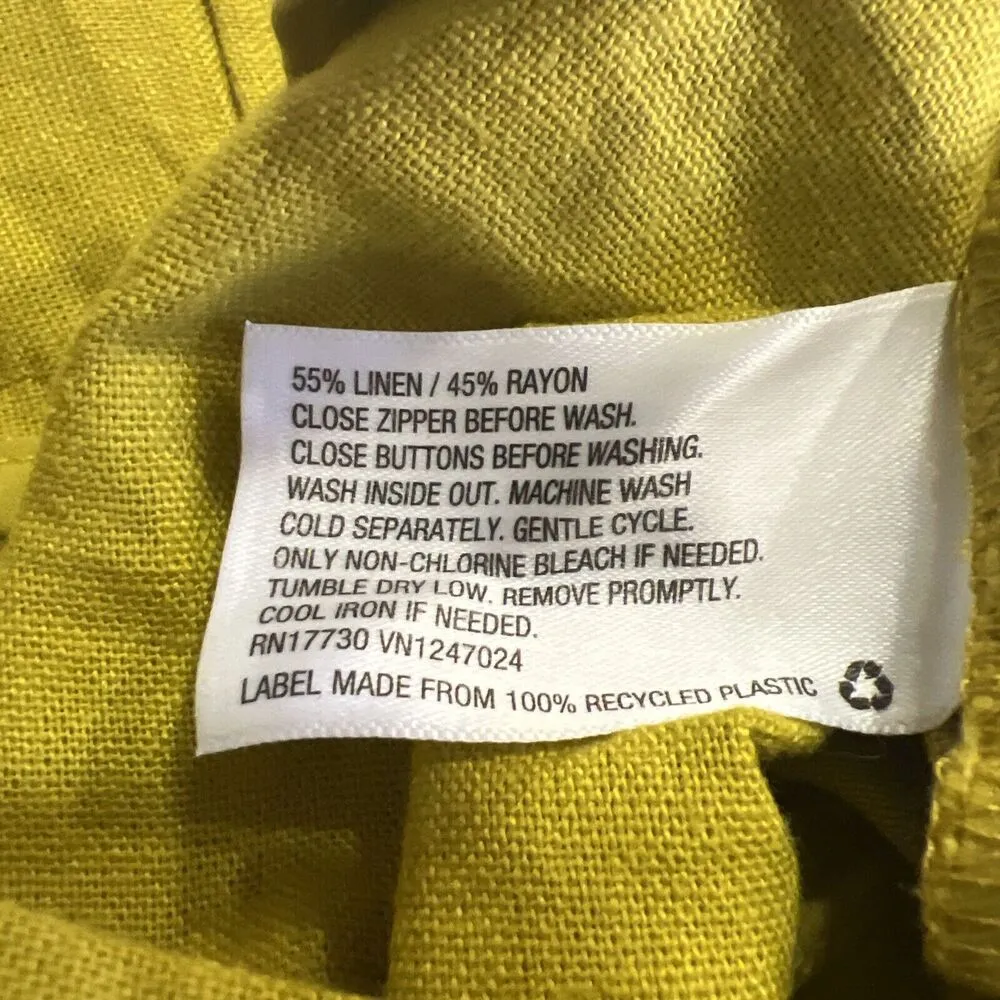 55% LINEN / 45% RAYON
CLOSE ZIPPER BEFORE WASH.
CLOSE BUTTONS BEFORE WASHING.
WASH INSIDE OUT. MACHINE WASH
COLD SEPARATELY. GENTLE CYCLE.
ONLY NON-CHLORINE BLEACH IF NEEDED.
TUMBLE DRY LOW. REMOVE PROMPTLY.
COOL IRON IF NEEDED.
RN17730 VN1247024
LABEL MADE FROM 100% RECYCLED PLASTIC